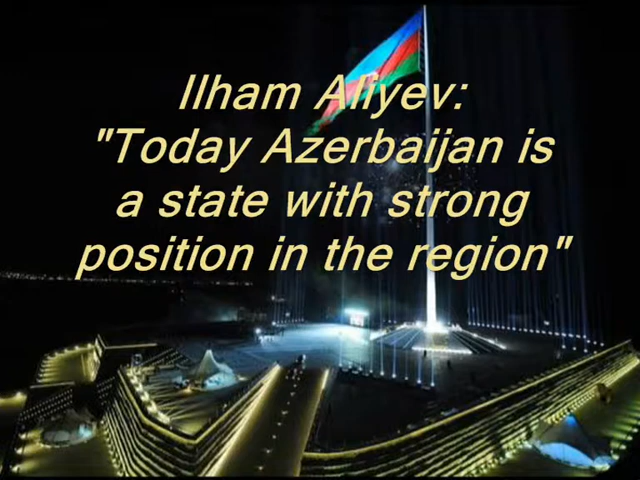 Ilham Aliyev:
"Today Azerbaijan is
a state with strong
position in the region"